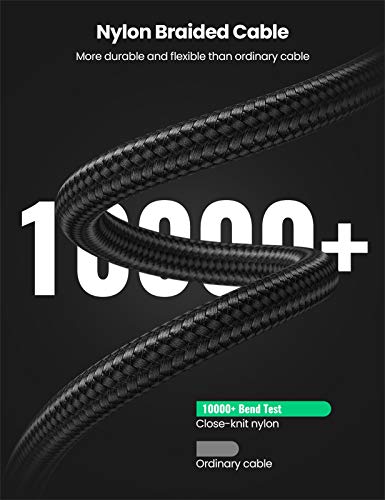 Nylon Braided Cable
More durable and flexible than ordinary cable
10000+
10000+ Bend Test
Close-knit nylon
Ordinary cable